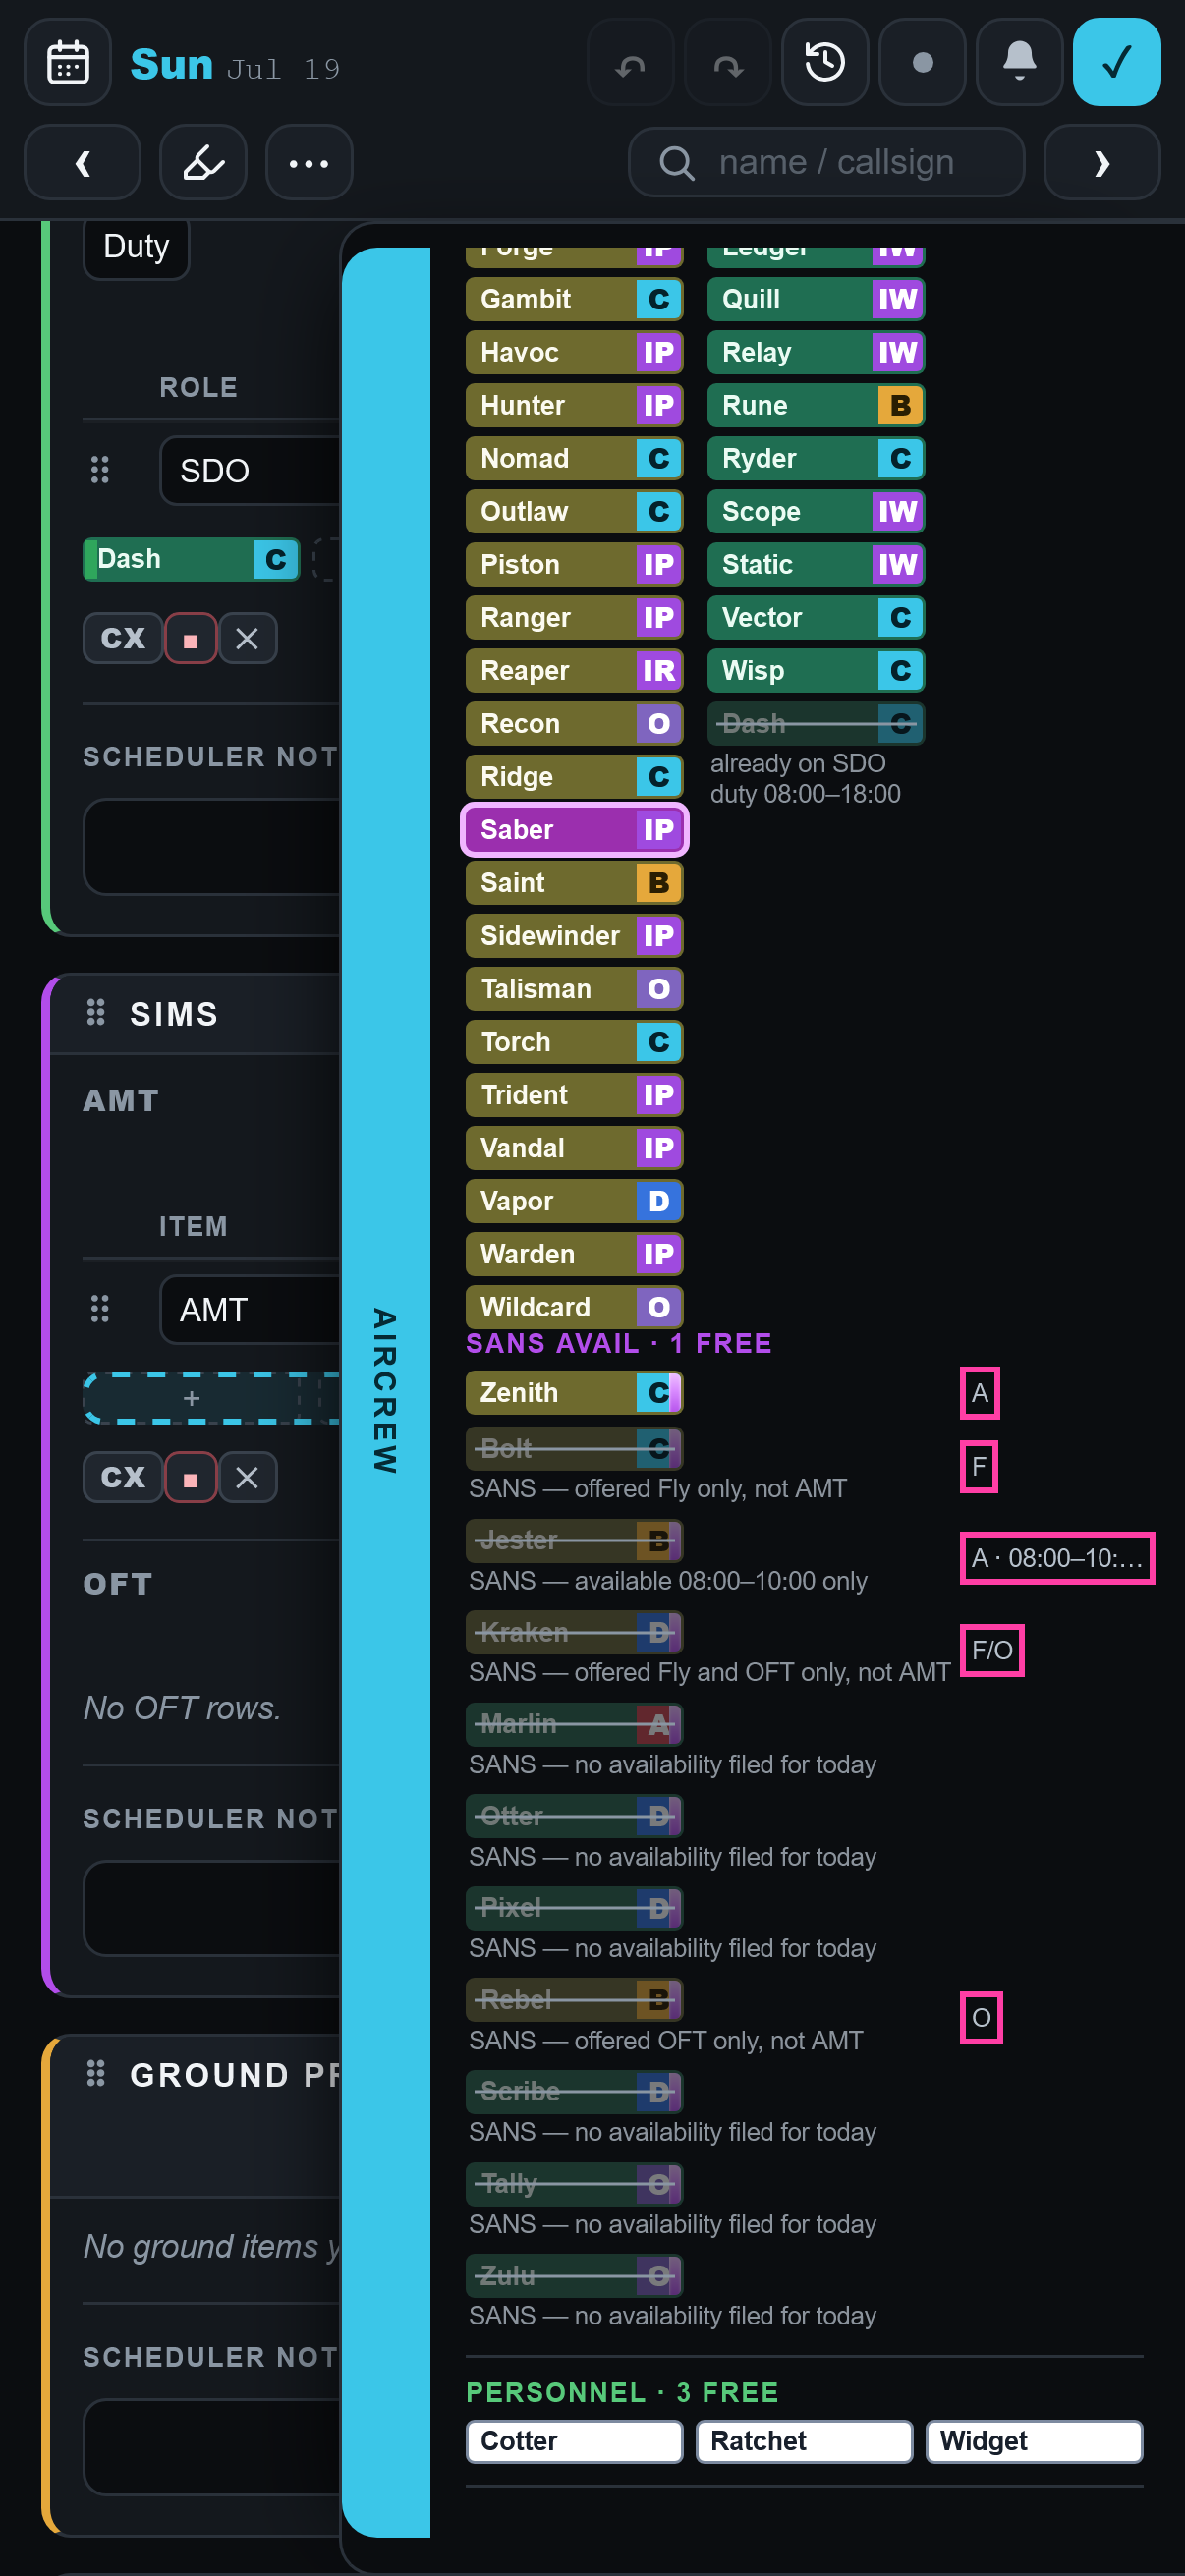 Sun Jul 19
name / callsign
Duty
ROLE
SDO
Dash C
CX
SCHEDULER NOT
SIMS
AMT
ITEM
AMT
+
CX
OFT
No OFT rows.
SCHEDULER NOT
GROUND PR
No ground items y
SCHEDULER NOT
AIRCREW
Forge IP
Ledger IW
Gambit C
Quill IW
Havoc IP
Relay IW
Hunter IP
Rune B
Nomad C
Ryder C
Outlaw C
Scope IW
Piston IP
Static IW
Ranger IP
Vector C
Reaper IR
Wisp C
Recon O
Dash C
already on SDO
duty 08:00–18:00
Ridge C
Saber IP
Saint B
Sidewinder IP
Talisman O
Torch C
Trident IP
Vandal IP
Vapor D
Warden IP
Wildcard O
SANS AVAIL · 1 FREE
Zenith C
A
Bolt C
F
SANS — offered Fly only, not AMT
Jester B
A · 08:00–10:…
SANS — available 08:00–10:00 only
Kraken D
F/O
SANS — offered Fly and OFT only, not AMT
Marlin A
SANS — no availability filed for today
Otter D
SANS — no availability filed for today
Pixel D
SANS — no availability filed for today
Rebel B
O
SANS — offered OFT only, not AMT
Scribe D
SANS — no availability filed for today
Tally O
SANS — no availability filed for today
Zulu O
SANS — no availability filed for today
PERSONNEL · 3 FREE
Cotter
Ratchet
Widget